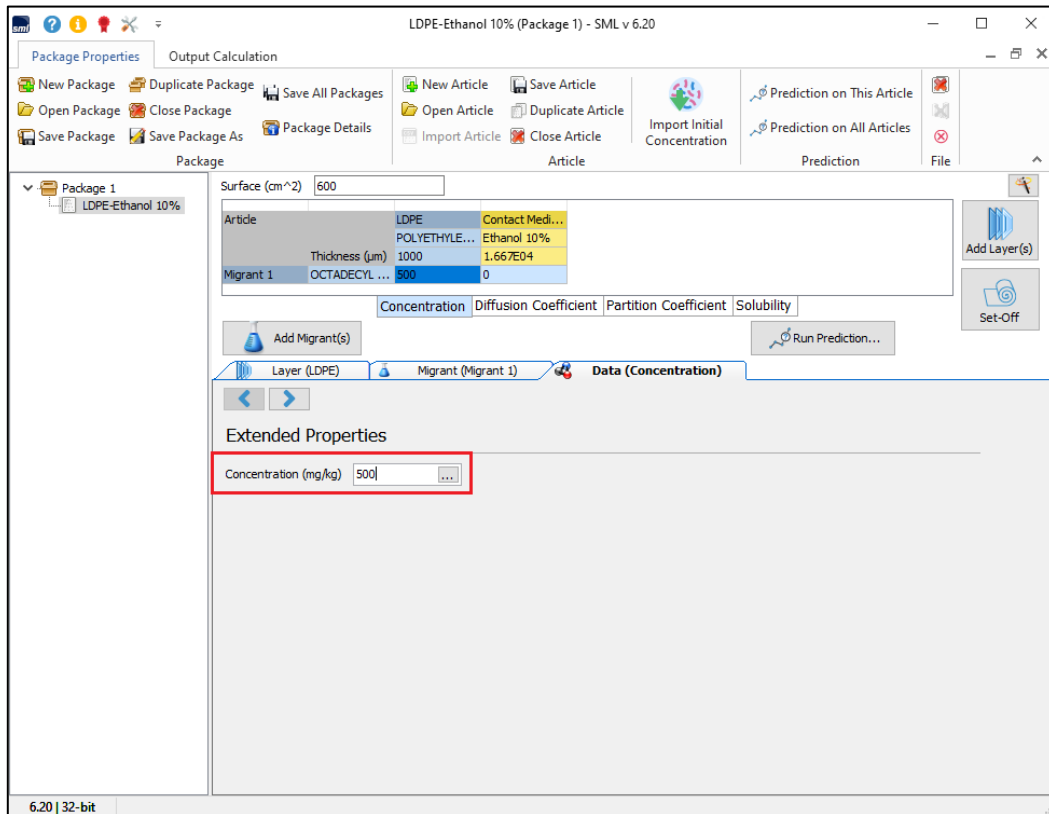 sml
LDPE-Ethanol 10% (Package 1) - SML v 6.20
Package Properties Output Calculation
New Package Duplicate Package Save All Packages New Article Save Article Import Initial Concentration Prediction on This Article
Open Package Close Package Open Article Duplicate Article Prediction on All Articles
Save Package Save Package As Package Details Import Article Close Article
Package Article Prediction File
Package 1
LDPE-Ethanol 10%
Surface (cm^2) 600
Article LDPE Contact Medi...
POLYETHYLE... Ethanol 10%
Thickness (µm) 1000 1.667E04
Migrant 1 OCTADECYL ... 500 0
Add Layer(s)
Concentration Diffusion Coefficient Partition Coefficient Solubility
Set-Off
Add Migrant(s) Run Prediction...
Layer (LDPE) Migrant (Migrant 1) Data (Concentration)
Extended Properties
Concentration (mg/kg) 500 ...
6.20 | 32-bit